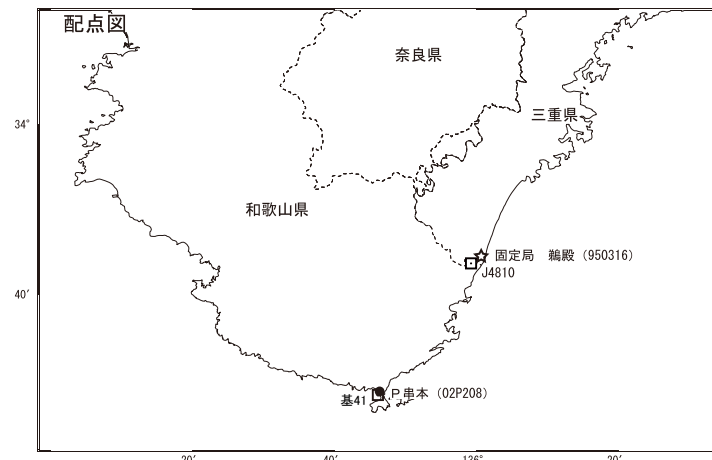 配点図
奈良県
34°
三重県
和歌山県
固定局 鵜殿（950316）
J4810
40′
Ｐ串本（02P208）
基41
20′
40′
136°
20′